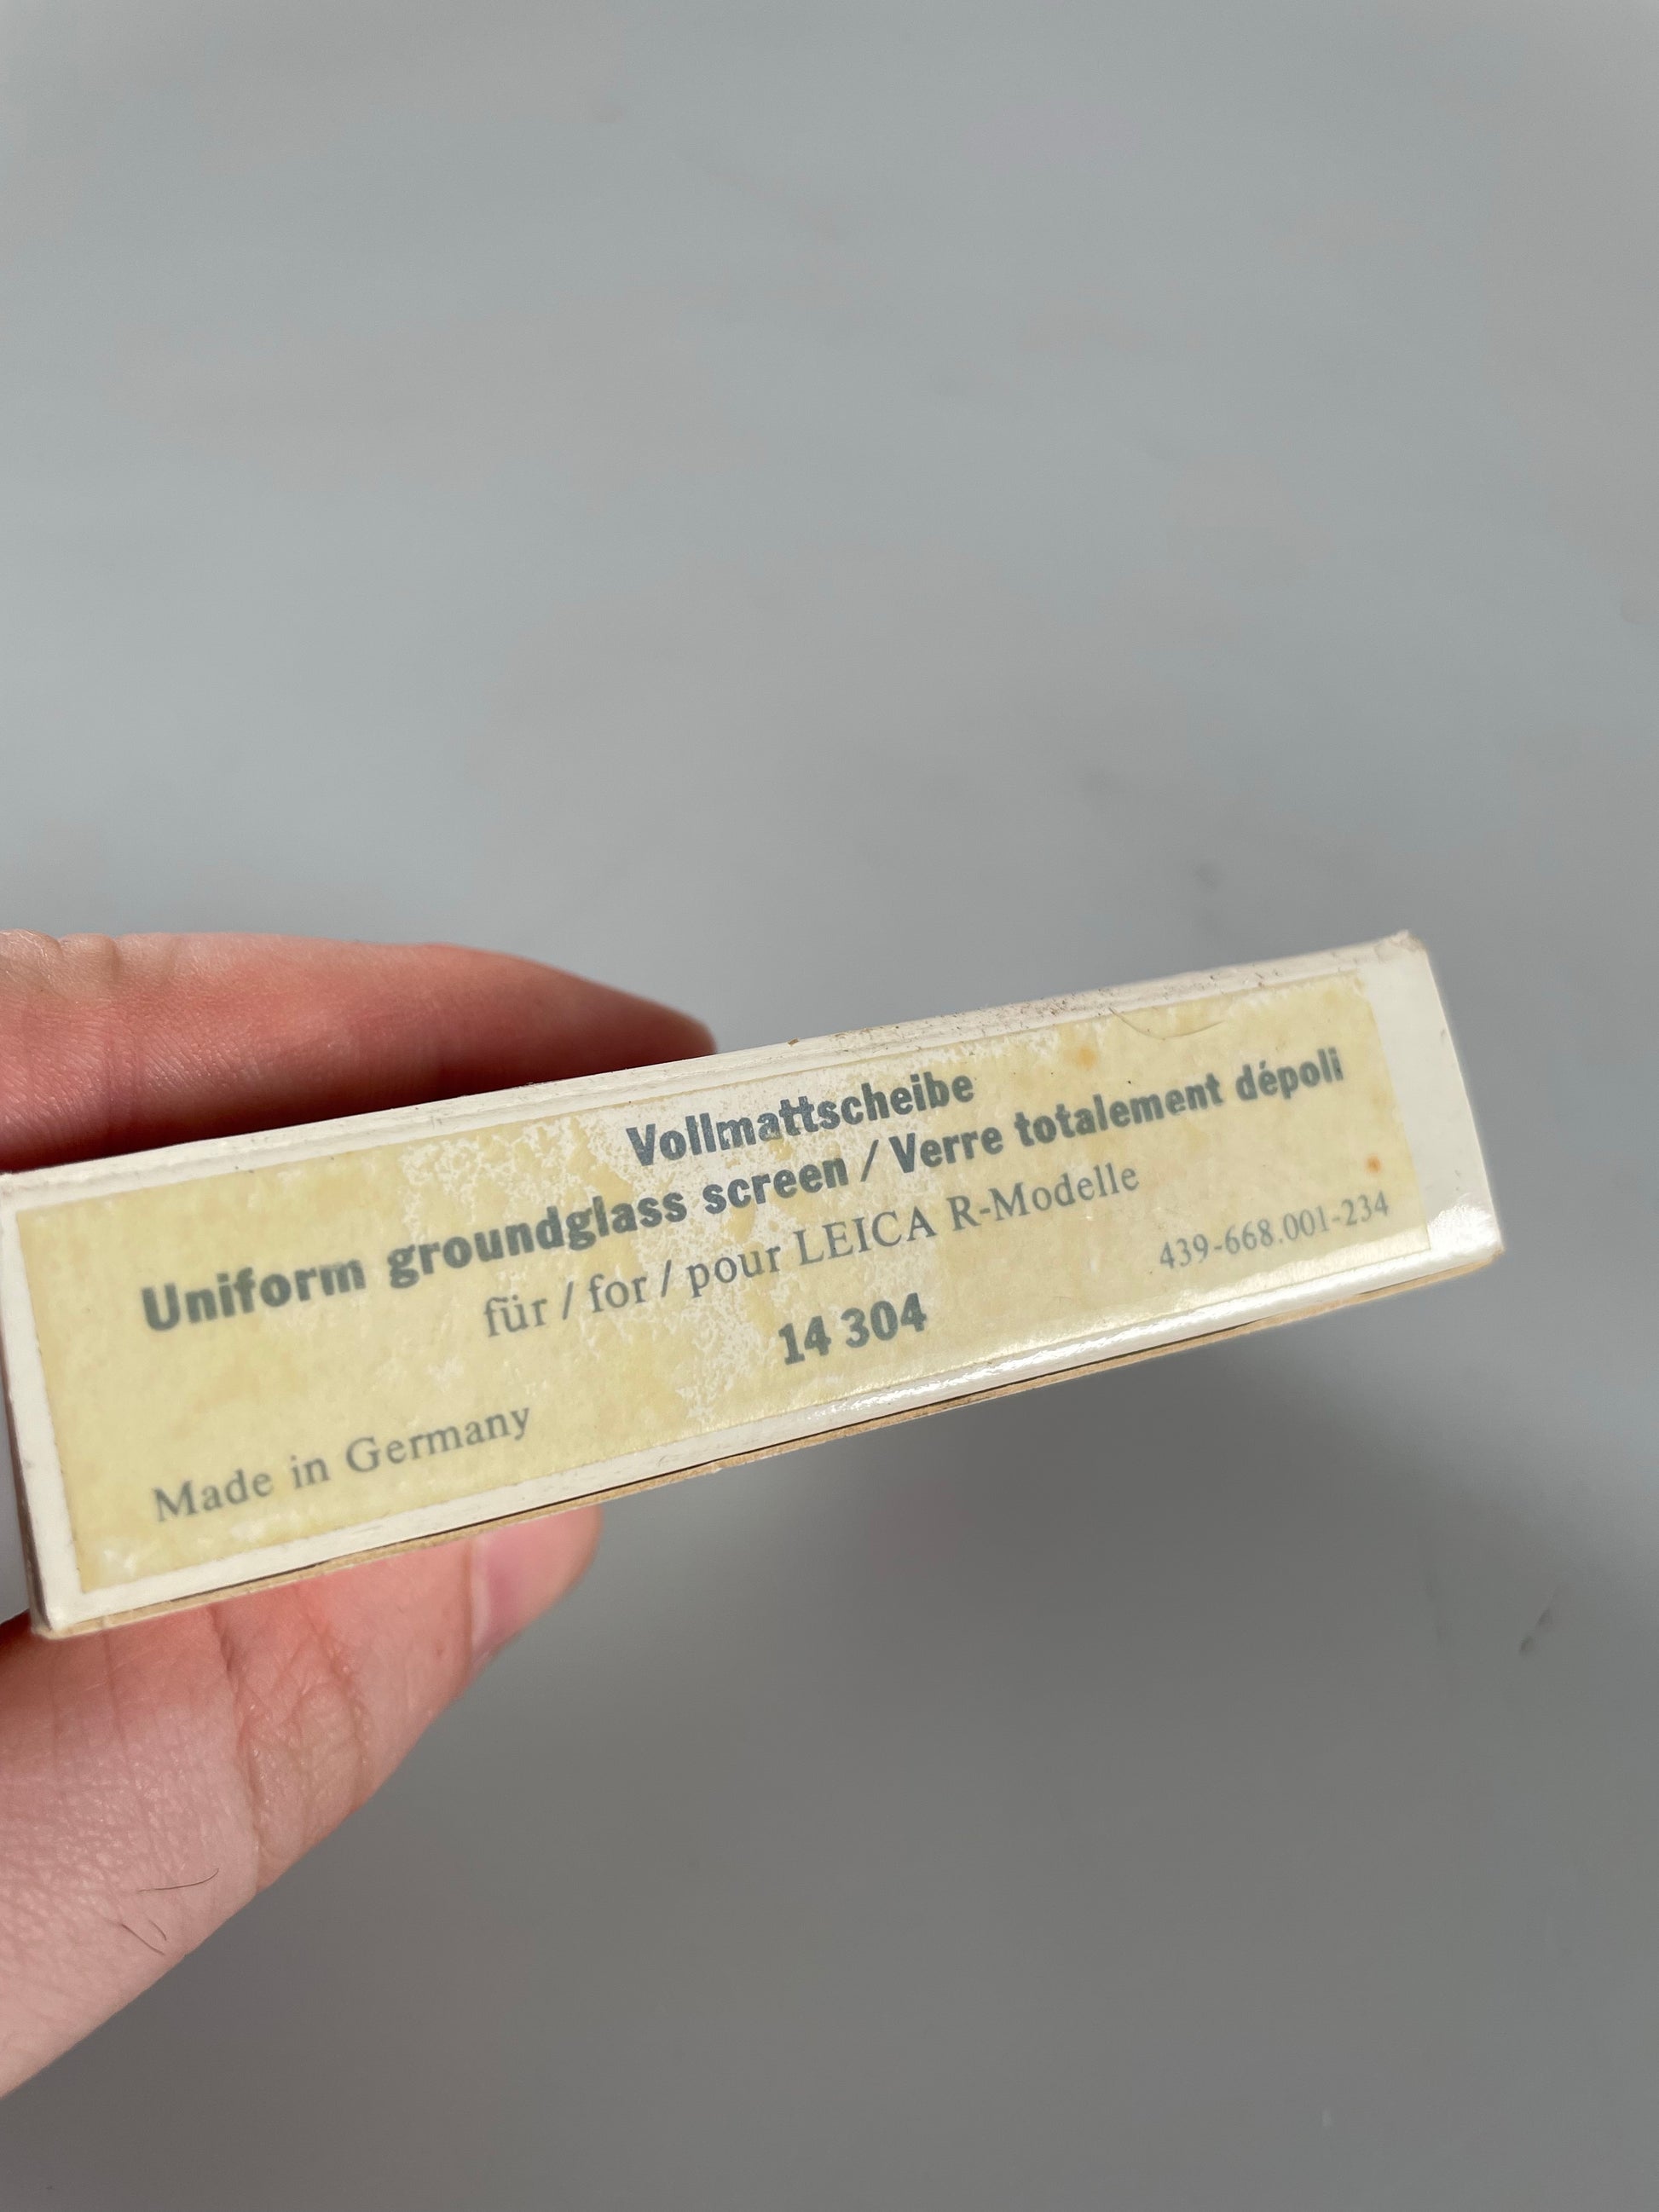 Vollmattscheibe
Uniform groundglass screen / Verre totalement dépoli
für / for / pour LEICA R-Modelle
439-668.001-234
14 304
Made in Germany